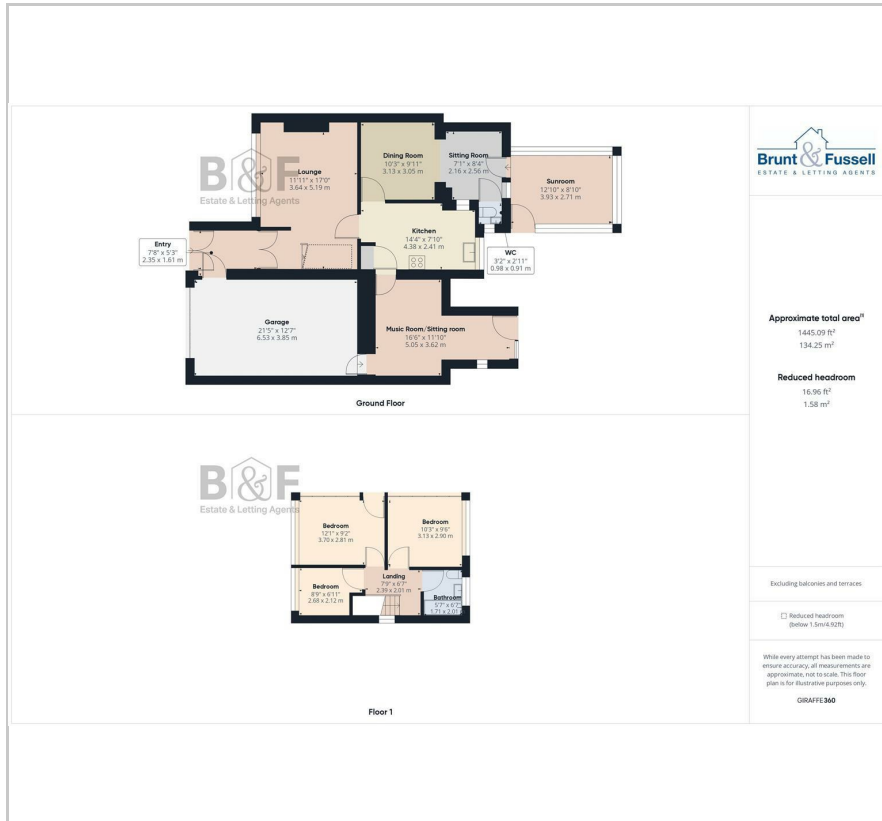 B&F
Estate & Letting Agents
Lounge
11'11" x 17'0"
3.64 x 5.19 m
Dining Room
10'3" x 9'11"
3.13 x 3.05 m
Sitting Room
7'1" x 8'4"
2.16 x 2.56 m
Sunroom
12'10" x 8'10"
3.93 x 2.71 m
Entry
7'8" x 5'3"
2.35 x 1.61 m
Kitchen
14'4" x 7'10"
4.38 x 2.41 m
WC
3'2" x 2'11"
0.98 x 0.91 m
Garage
21'5" x 12'7"
6.53 x 3.85 m
Music Room/Sitting room
16'6" x 11'10"
5.05 x 3.62 m
Ground Floor
B&F
Estate & Letting Agents
Bedroom
12'1" x 9'2"
3.70 x 2.81 m
Bedroom
10'3" x 9'6"
3.13 x 2.90 m
Bedroom
8'9" x 6'11"
2.68 x 2.12 m
Landing
7'9" x 6'7"
2.39 x 2.01 m
Bathroom
5'7" x 6'7"
1.71 x 2.01
Floor 1
Brunt & Fussell
ESTATE & LETTING AGENTS
Approximate total area
1445.09 ft²
134.25 m²
Reduced headroom
16.96 ft²
1.58 m²
Excluding balconies and terraces
Reduced headroom
(below 1.5m/4.92ft)
While every attempt has been made to
ensure accuracy, all measurements are
approximate, not to scale. This floor
plan is for illustrative purposes only.
GIRAFFE360